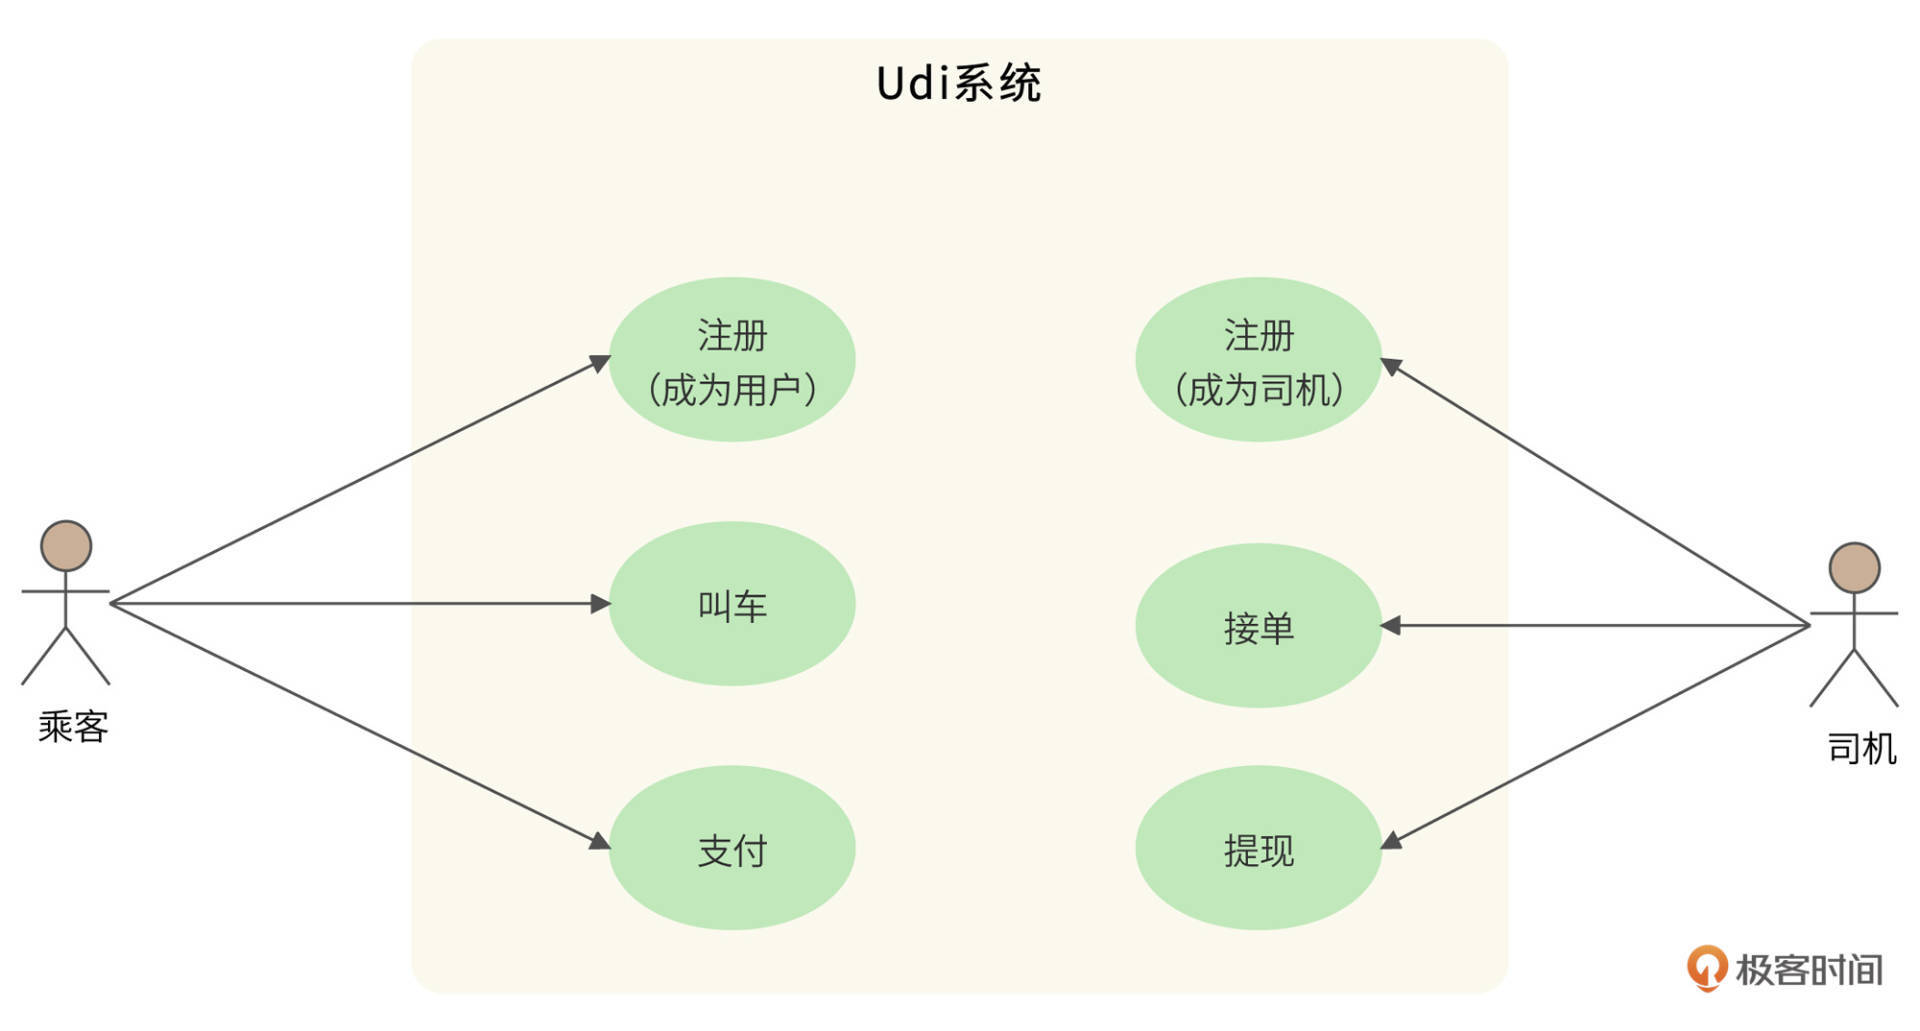 Udi系统
注册
（成为用户）
注册
（成为司机）
叫车
接单
乘客
司机
支付
提现
极客时间